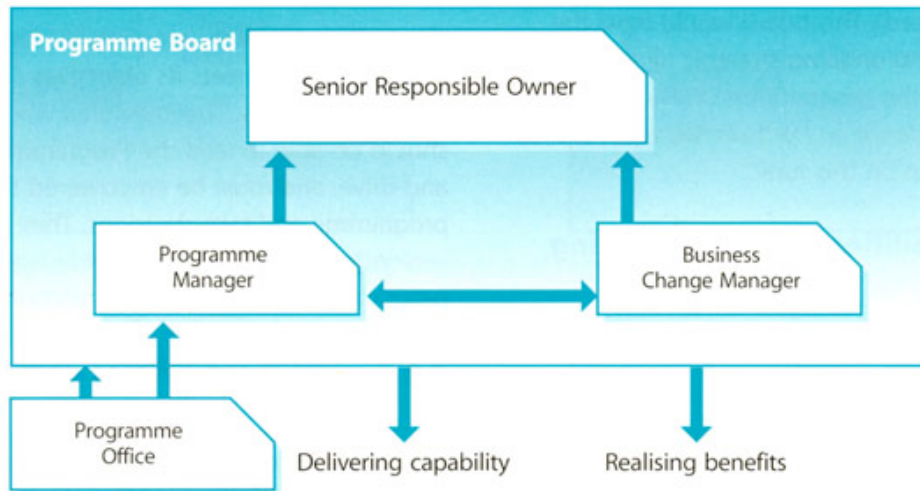 Programme Board
Senior Responsible Owner
Programme
Manager
Business
Change Manager
Programme
Office
Delivering capability
Realising benefits